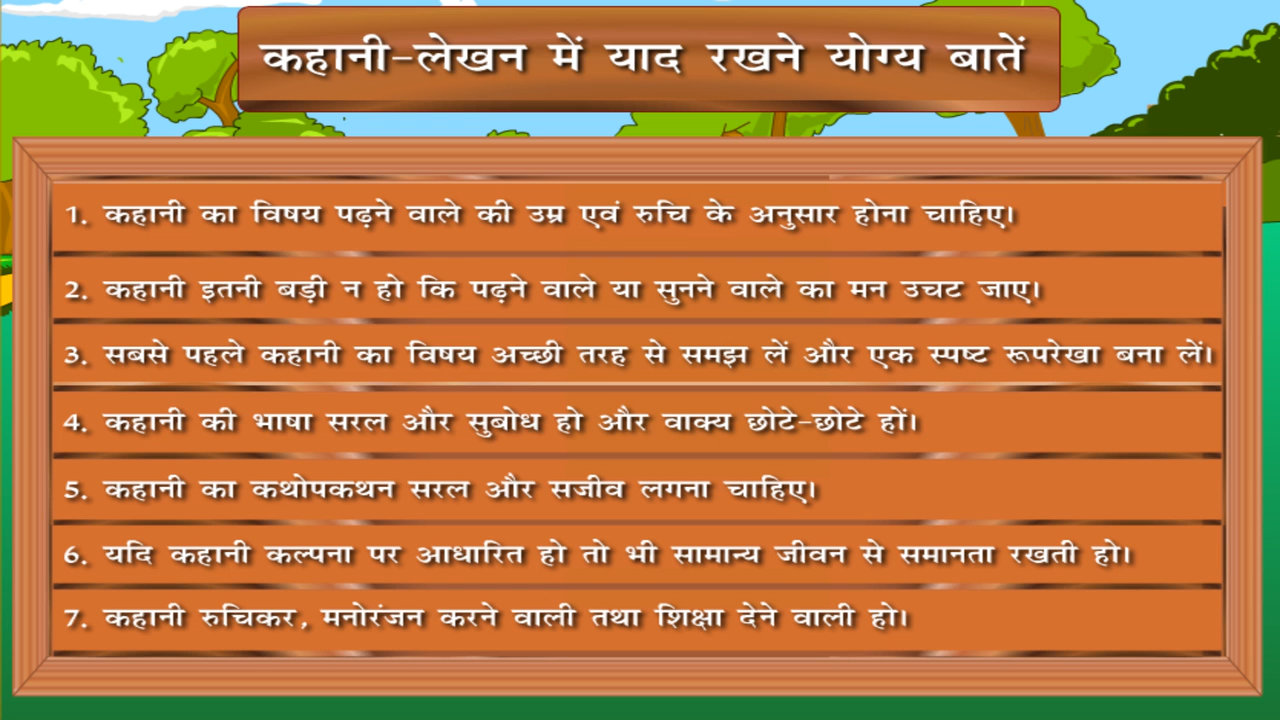 कहानी-लेखन में याद रखने योग्य बातें
1. कहानी का विषय पढ़ने वाले की उम्र एवं रुचि के अनुसार होना चाहिए।
2. कहानी इतनी बड़ी न हो कि पढ़ने वाले या सुनने वाले का मन उचट जाए।
3. सबसे पहले कहानी का विषय अच्छी तरह से समझ लें और एक स्पष्ट रूपरेखा बना लें।
4. कहानी की भाषा सरल और सुबोध हो और वाक्य छोटे-छोटे हों।
5. कहानी का कथोपकथन सरल और सजीव लगना चाहिए।
6. यदि कहानी कल्पना पर आधारित हो तो भी सामान्य जीवन से समानता रखती हो।
7. कहानी रुचिकर, मनोरंजन करने वाली तथा शिक्षा देने वाली हो।